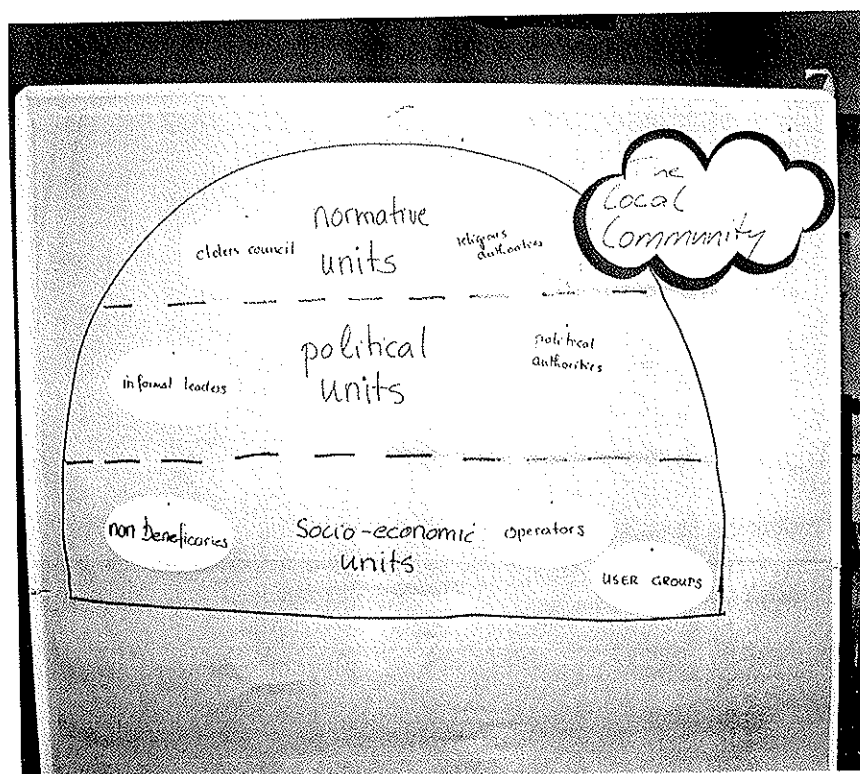 The
Local
Community
normative
units
elders council
religious
authorities
political
units
informal leaders
political
authorities
non beneficaries
Socio-economic
units
operators
USER GROUPS